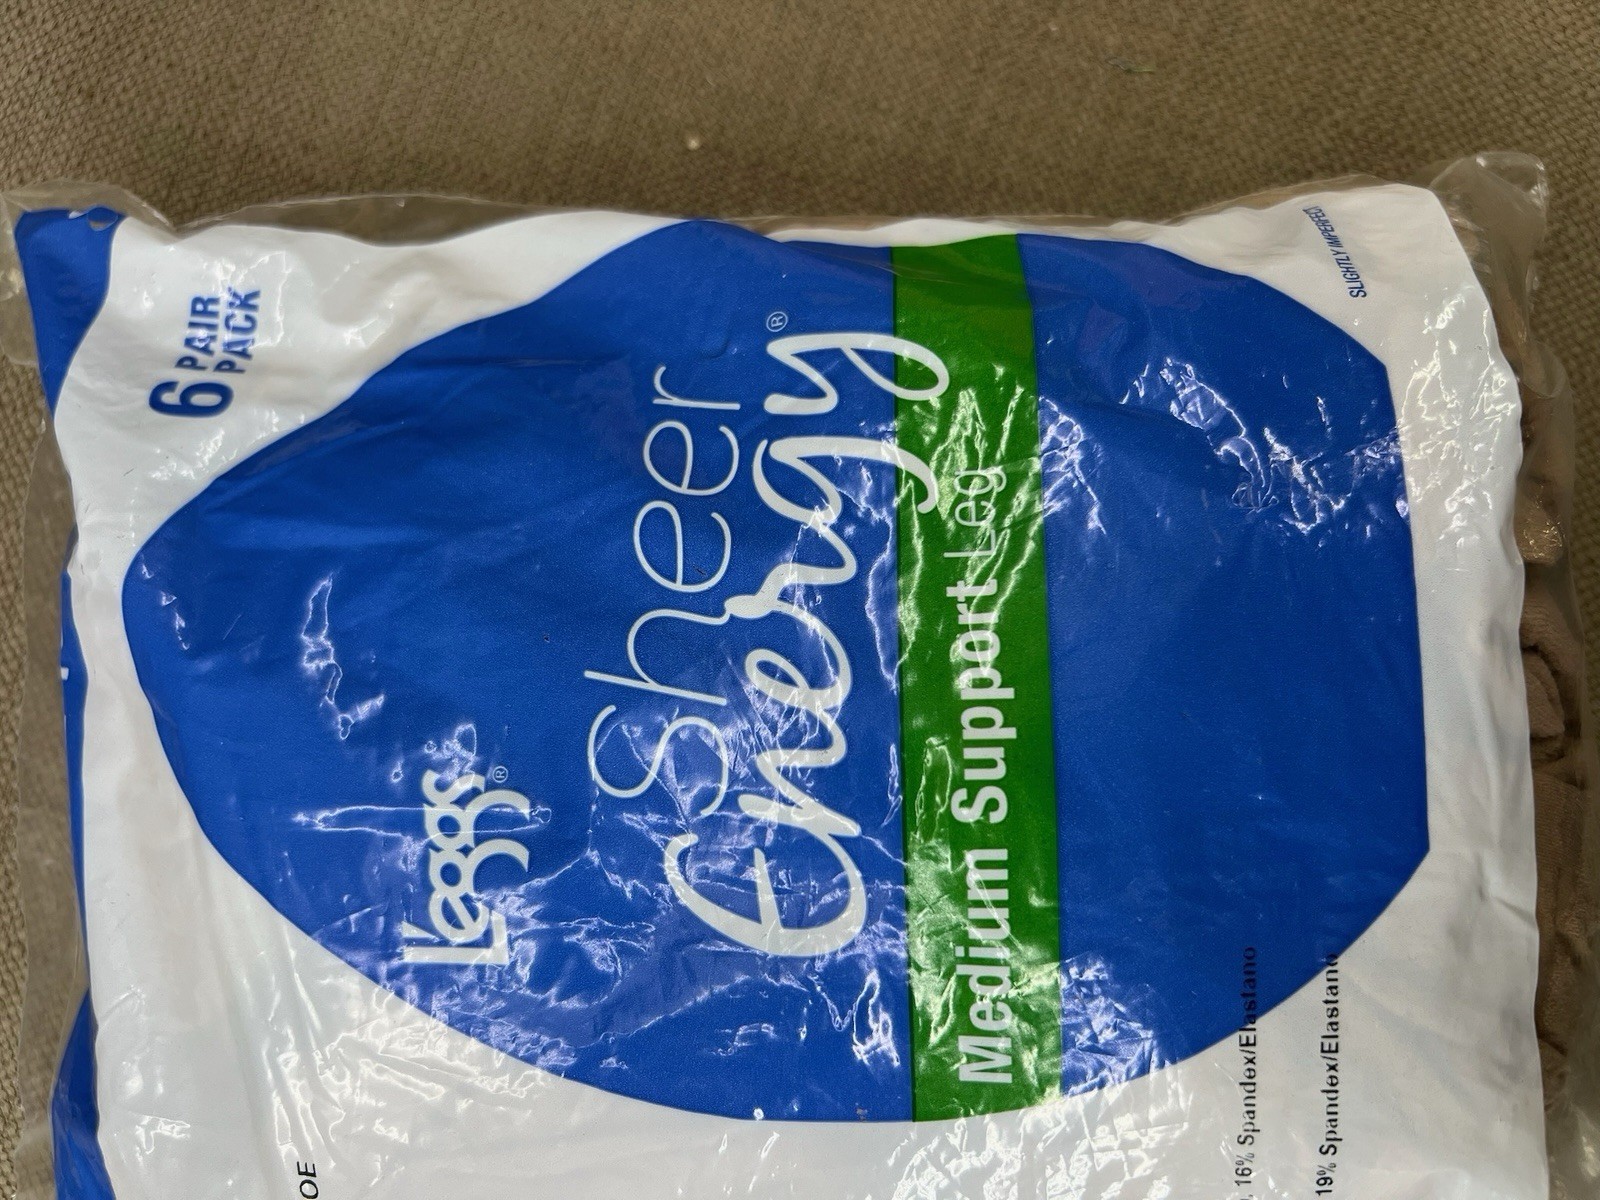 6 PAIR
PACK
L'eggs®
Sheer
Energy®
Medium Support Leg
SLIGHTLY IMPERFECT
16% Spandex/Elastano
19% Spandex/Elastano
OE